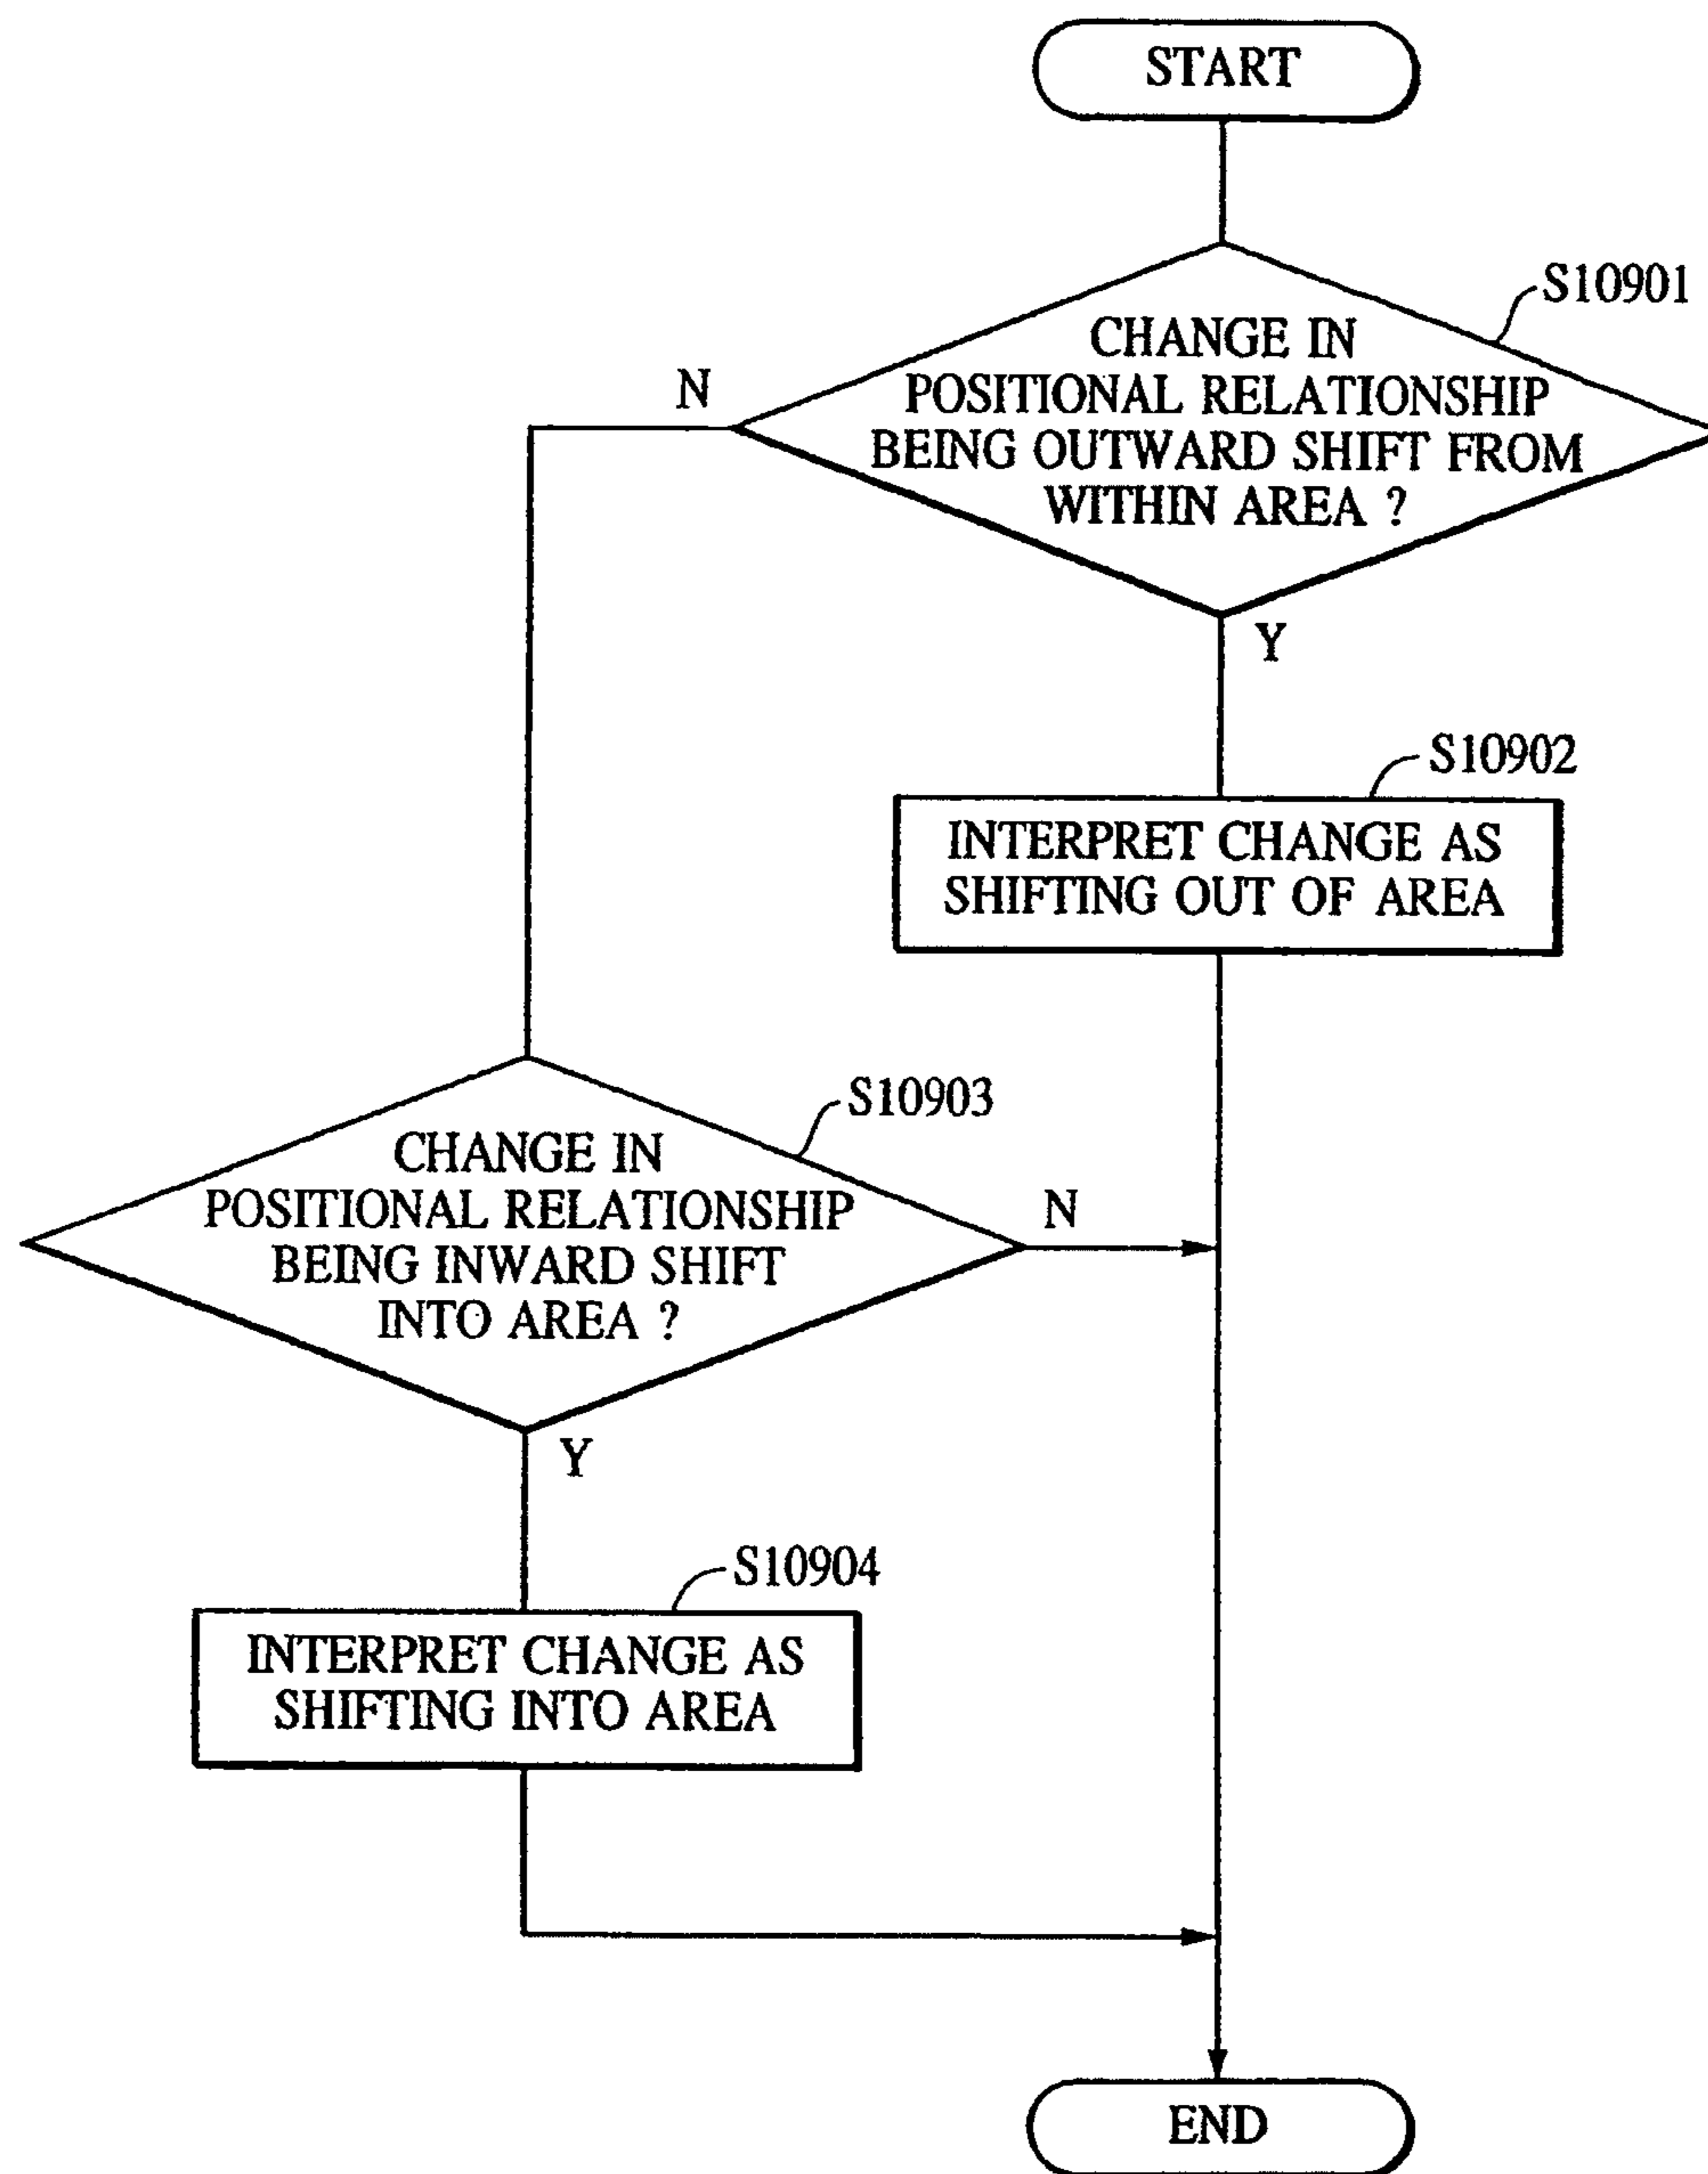 START
S10901
CHANGE IN
POSITIONAL RELATIONSHIP
BEING OUTWARD SHIFT FROM
WITHIN AREA ?
N
Y
S10902
INTERPRET CHANGE AS
SHIFTING OUT OF AREA
S10903
CHANGE IN
POSITIONAL RELATIONSHIP
BEING INWARD SHIFT
INTO AREA ?
N
Y
S10904
INTERPRET CHANGE AS
SHIFTING INTO AREA
END